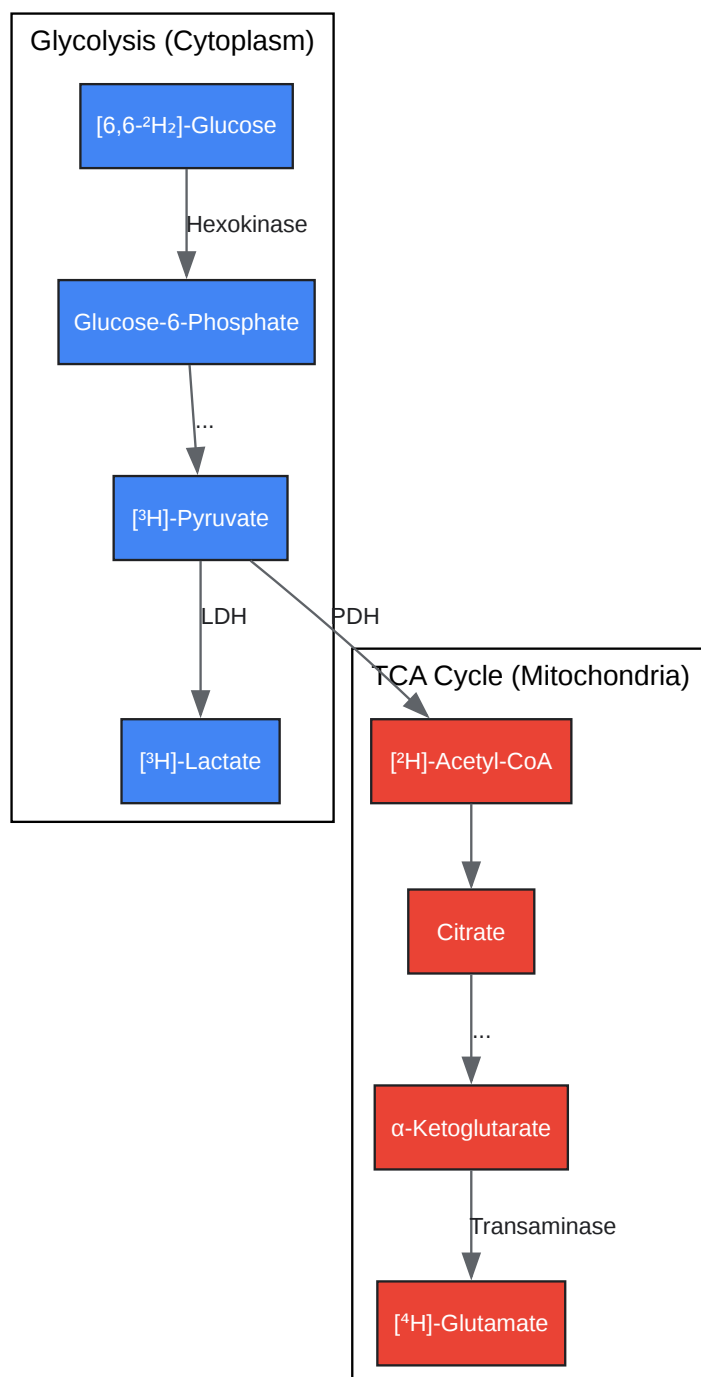 Glycolysis (Cytoplasm)
[6,6-²H₂]-Glucose
Hexokinase
Glucose-6-Phosphate
...
[³H]-Pyruvate
LDH
PDH
TCA Cycle (Mitochondria)
[³H]-Lactate
[²H]-Acetyl-CoA
Citrate
...
α-Ketoglutarate
Transaminase
[⁴H]-Glutamate